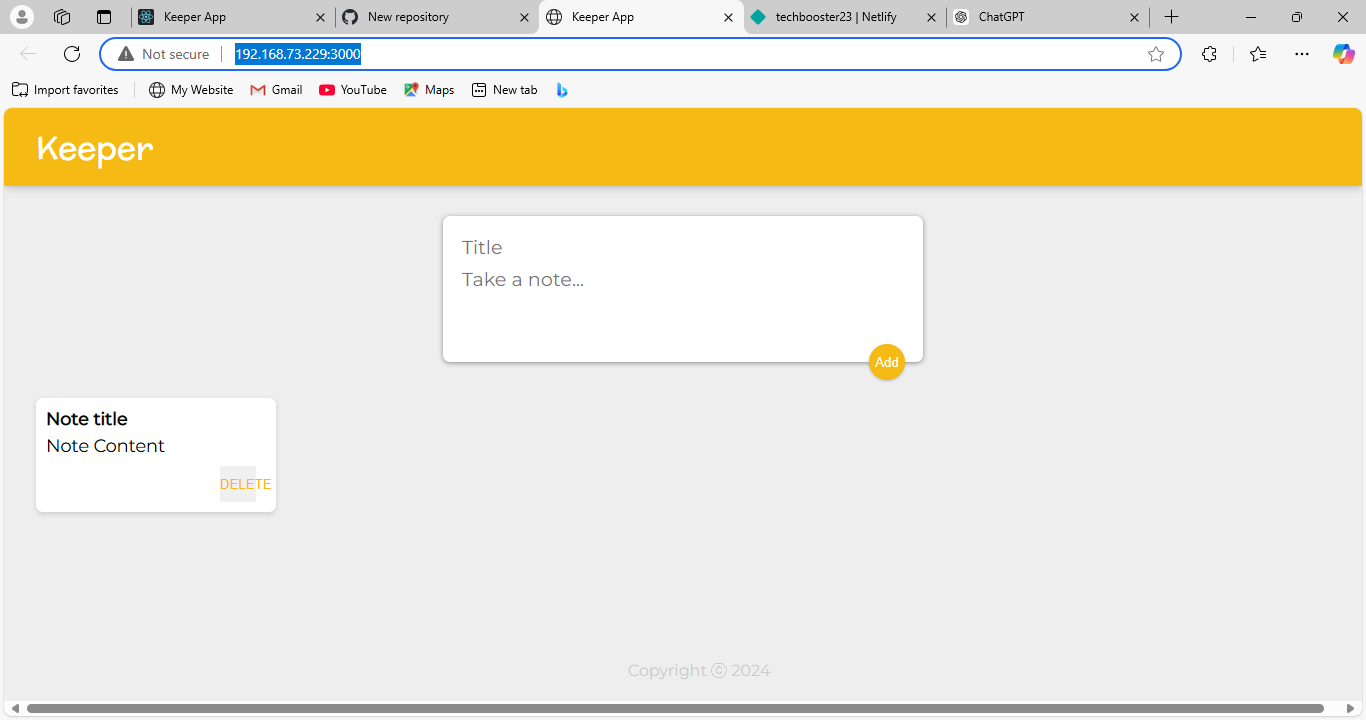 Keeper App
New repository
Keeper App
techbooster23 | Netlify
ChatGPT
Not secure
192.168.73.229:3000
Import favorites
My Website
Gmail
YouTube
Maps
New tab
Keeper
Title
Take a note...
Add
Note title
Note Content
DELETE
Copyright ⓒ 2024